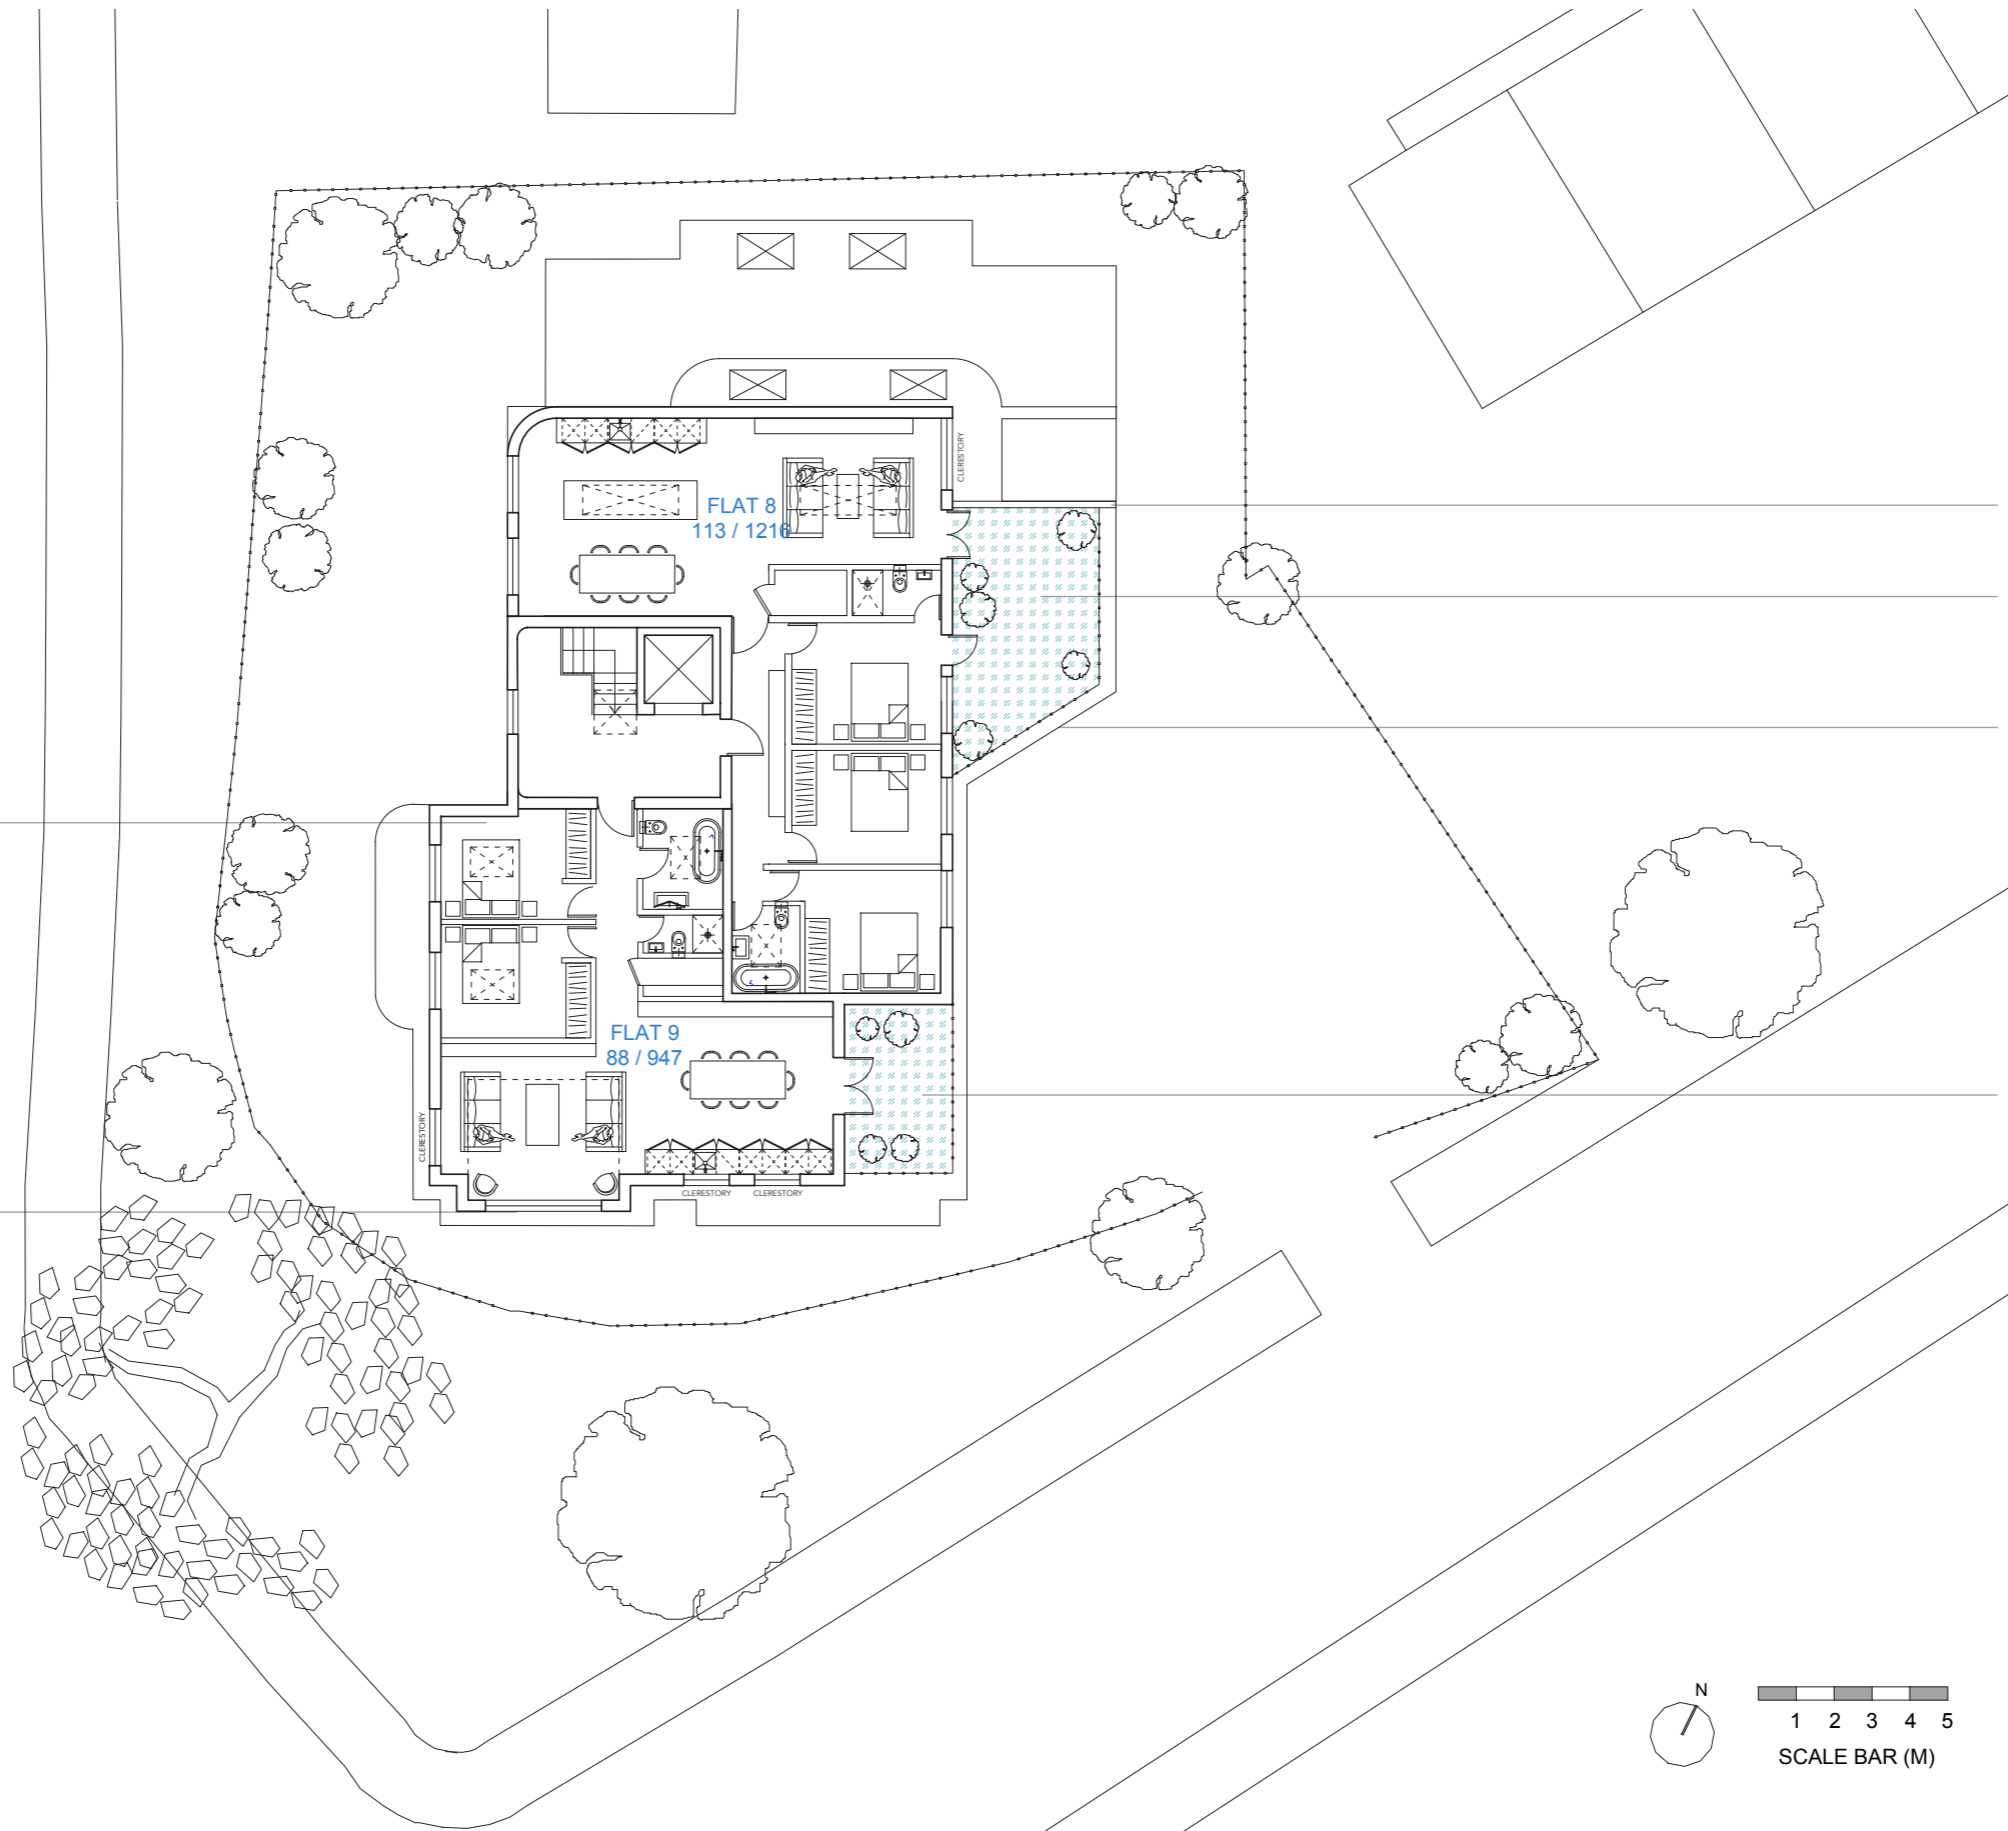 CLERESTORY
FLAT 8
113 / 1216
FLAT 9
88 / 947
CLERESTORY
CLERESTORY
CLERESTORY
N
1 2 3 4 5
SCALE BAR (M)